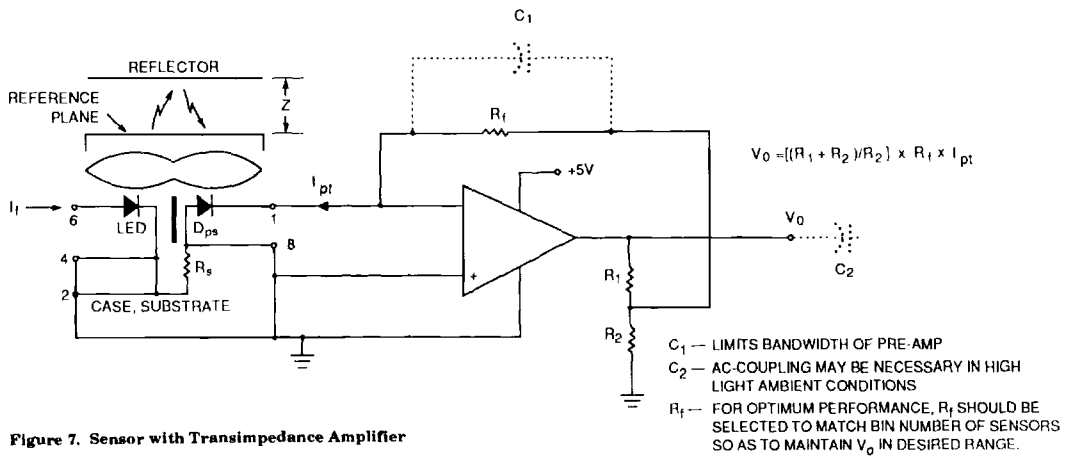 C1
REFLECTOR
REFERENCE
PLANE
Z
Rf
V0 =[((R1 + R2 )/R2 ] x Rf x Ipt
+5V
Ipt
If
6
LED
Dps
1
V0
8
4
Rs
+
R1
C2
2
CASE, SUBSTRATE
R2
C1 — LIMITS BANDWIDTH OF PRE-AMP
C2 — AC-COUPLING MAY BE NECESSARY IN HIGH
LIGHT AMBIENT CONDITIONS
Rf — FOR OPTIMUM PERFORMANCE, Rf SHOULD BE
SELECTED TO MATCH BIN NUMBER OF SENSORS
SO AS TO MAINTAIN Vo IN DESIRED RANGE.
Figure 7. Sensor with Transimpedance Amplifier